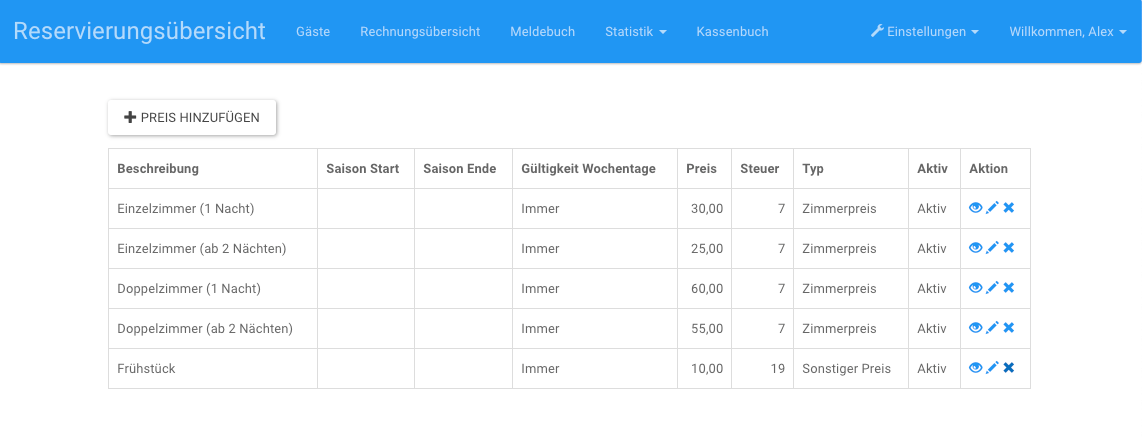 Reservierungsübersicht Gäste Rechnungsübersicht Meldebuch Statistik Kassenbuch Einstellungen Willkommen, Alex
PREIS HINZUFÜGEN
Beschreibung Saison Start Saison Ende Gültigkeit Wochentage Preis Steuer Typ Aktiv Aktion
Einzelzimmer (1 Nacht) Immer 30,00 7 Zimmerpreis Aktiv
Einzelzimmer (ab 2 Nächten) Immer 25,00 7 Zimmerpreis Aktiv
Doppelzimmer (1 Nacht) Immer 60,00 7 Zimmerpreis Aktiv
Doppelzimmer (ab 2 Nächten) Immer 55,00 7 Zimmerpreis Aktiv
Frühstück Immer 10,00 19 Sonstiger Preis Aktiv